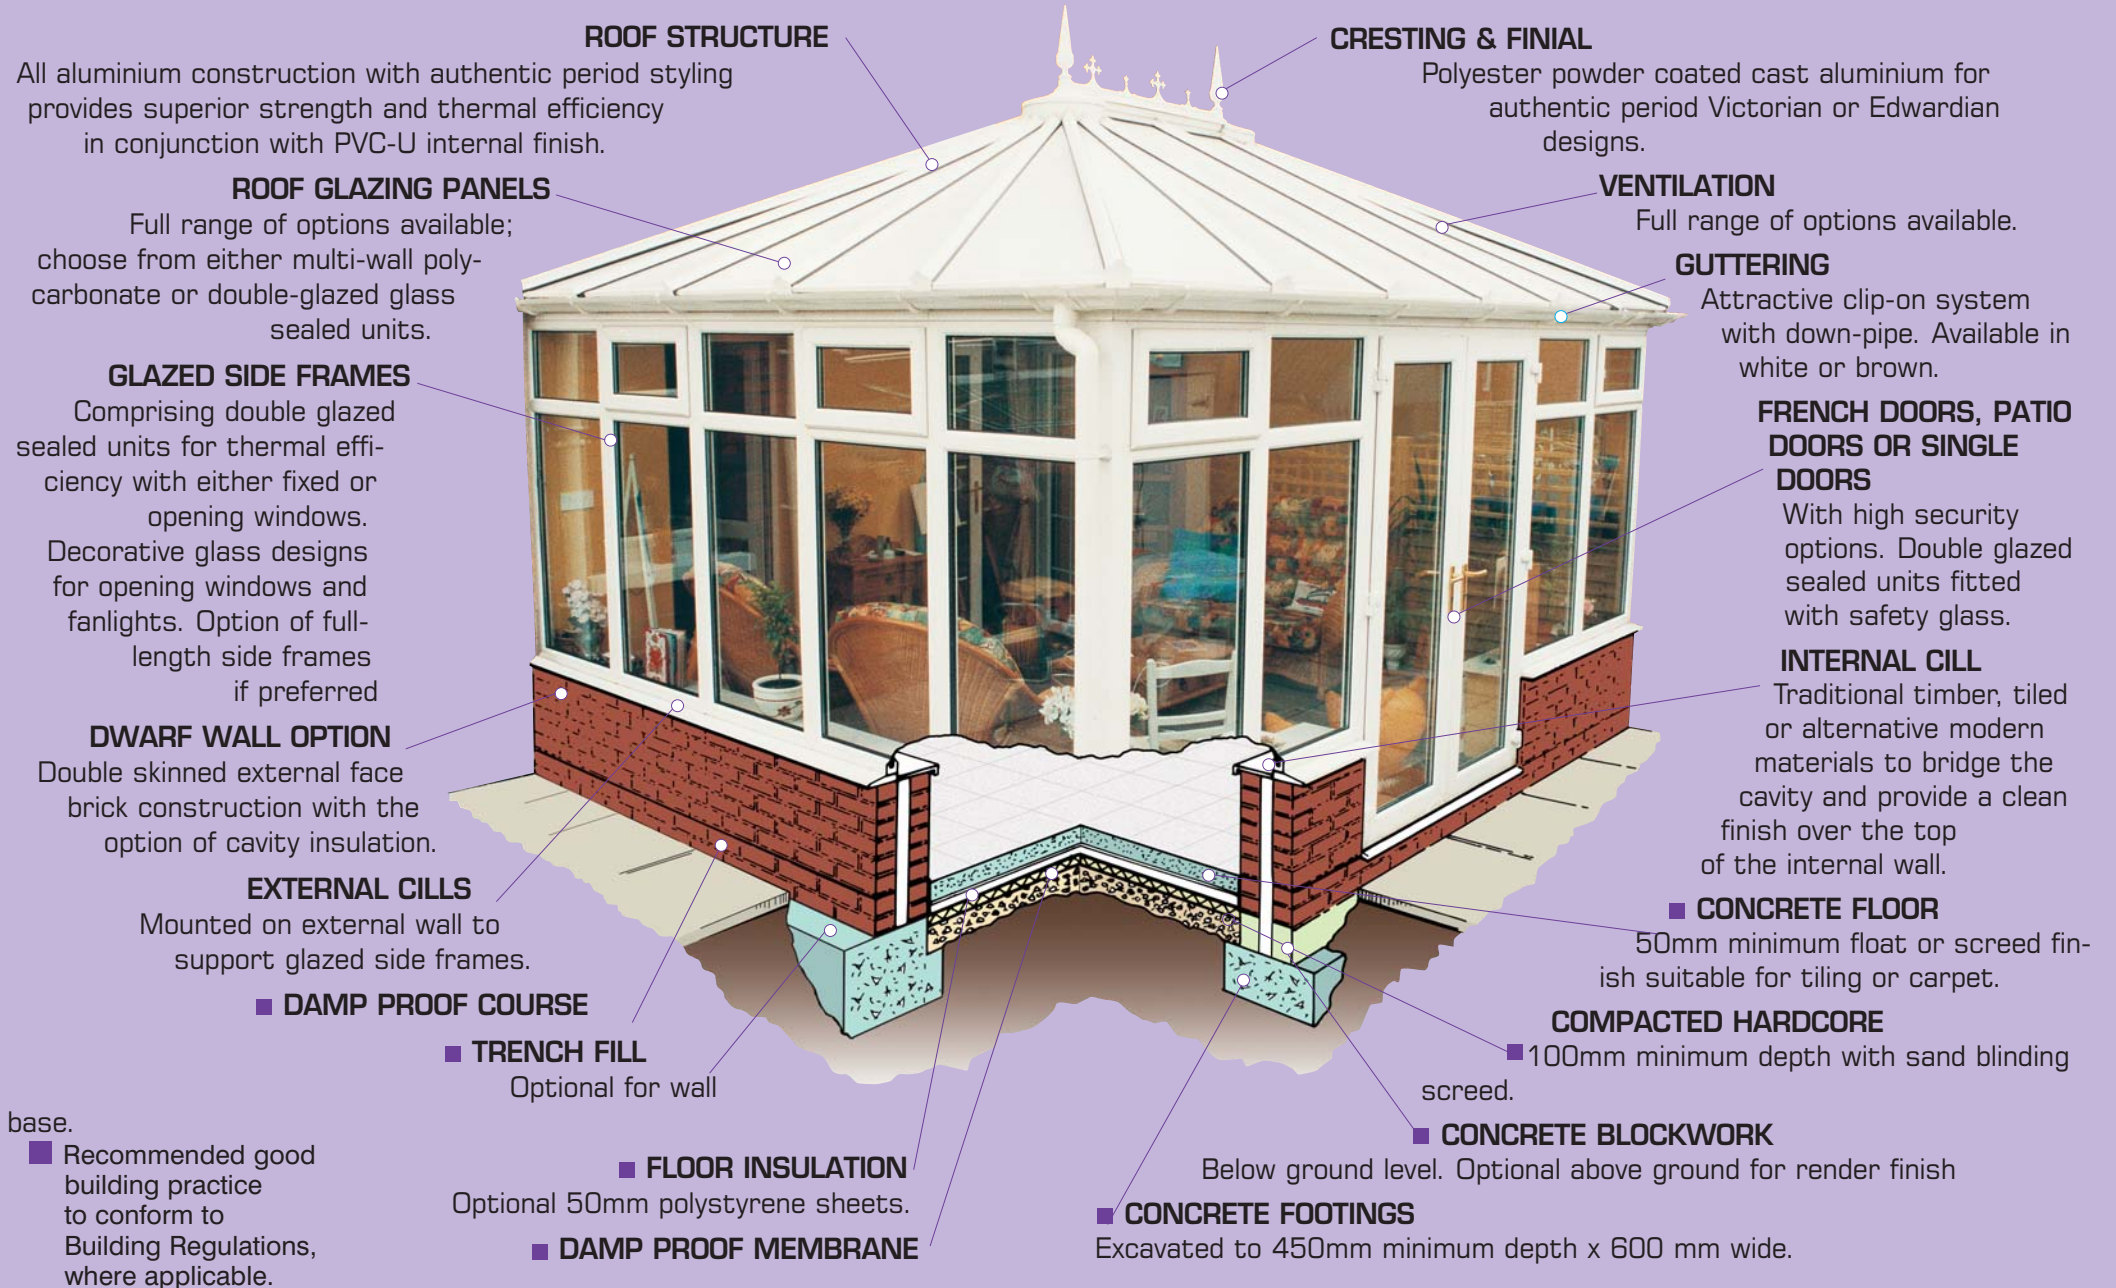 ROOF STRUCTURE
All aluminium construction with authentic period styling
provides superior strength and thermal efficiency
in conjunction with PVC-U internal finish.
ROOF GLAZING PANELS
Full range of options available;
choose from either multi-wall poly-
carbonate or double-glazed glass
sealed units.
GLAZED SIDE FRAMES
Comprising double glazed
sealed units for thermal effi-
ciency with either fixed or
opening windows.
Decorative glass designs
for opening windows and
fanlights. Option of full-
length side frames
if preferred
DWARF WALL OPTION
Double skinned external face
brick construction with the
option of cavity insulation.
EXTERNAL CILLS
Mounted on external wall to
support glazed side frames.
DAMP PROOF COURSE
TRENCH FILL
Optional for wall
base.
Recommended good
building practice
to conform to
Building Regulations,
where applicable.
FLOOR INSULATION
Optional 50mm polystyrene sheets.
DAMP PROOF MEMBRANE
CRESTING & FINIAL
Polyester powder coated cast aluminium for
authentic period Victorian or Edwardian
designs.
VENTILATION
Full range of options available.
GUTTERING
Attractive clip-on system
with down-pipe. Available in
white or brown.
FRENCH DOORS, PATIO
DOORS OR SINGLE
DOORS
With high security
options. Double glazed
sealed units fitted
with safety glass.
INTERNAL CILL
Traditional timber, tiled
or alternative modern
materials to bridge the
cavity and provide a clean
finish over the top
of the internal wall.
CONCRETE FLOOR
50mm minimum float or screed fin-
ish suitable for tiling or carpet.
COMPACTED HARDCORE
100mm minimum depth with sand blinding
screed.
CONCRETE BLOCKWORK
Below ground level. Optional above ground for render finish
CONCRETE FOOTINGS
Excavated to 450mm minimum depth x 600 mm wide.